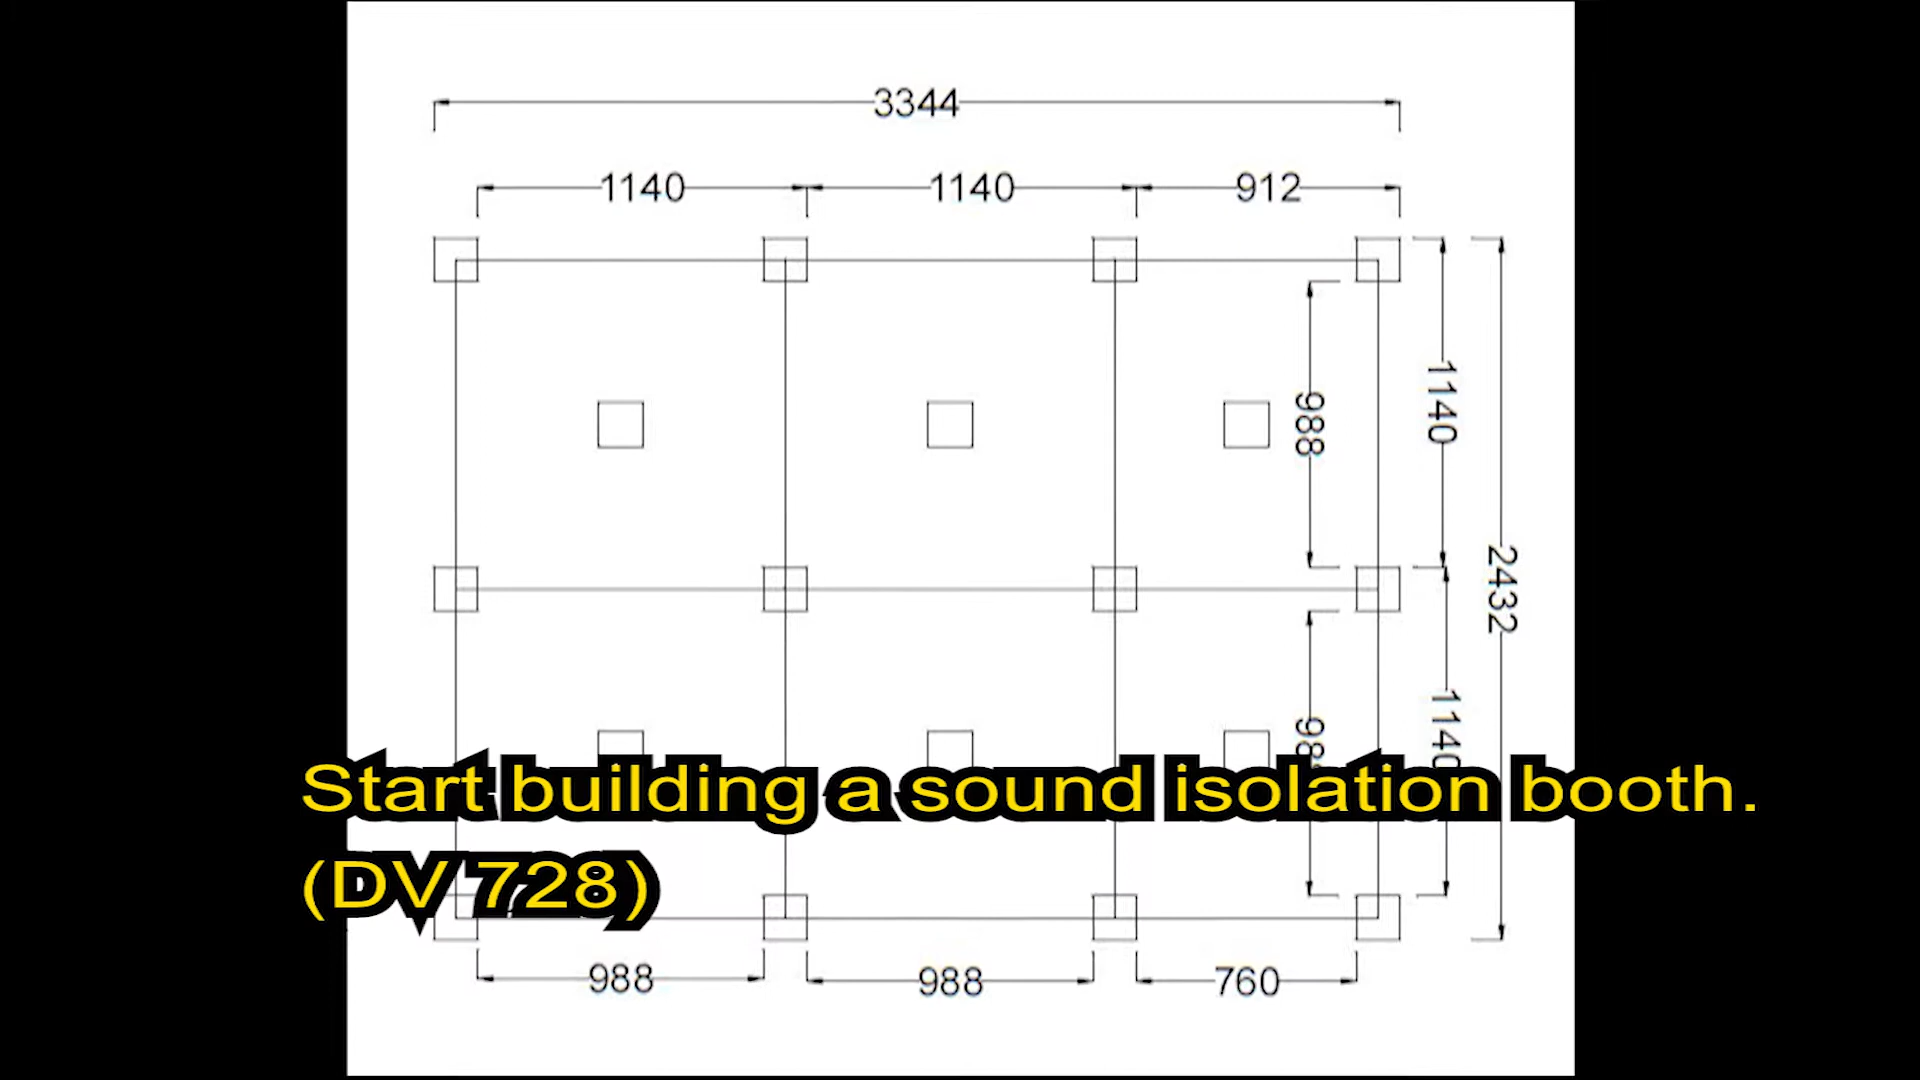 3344
1140 1140 912
988 1140
2432
1140
Start building a sound isolation booth.
(DV 728)
988 988 760